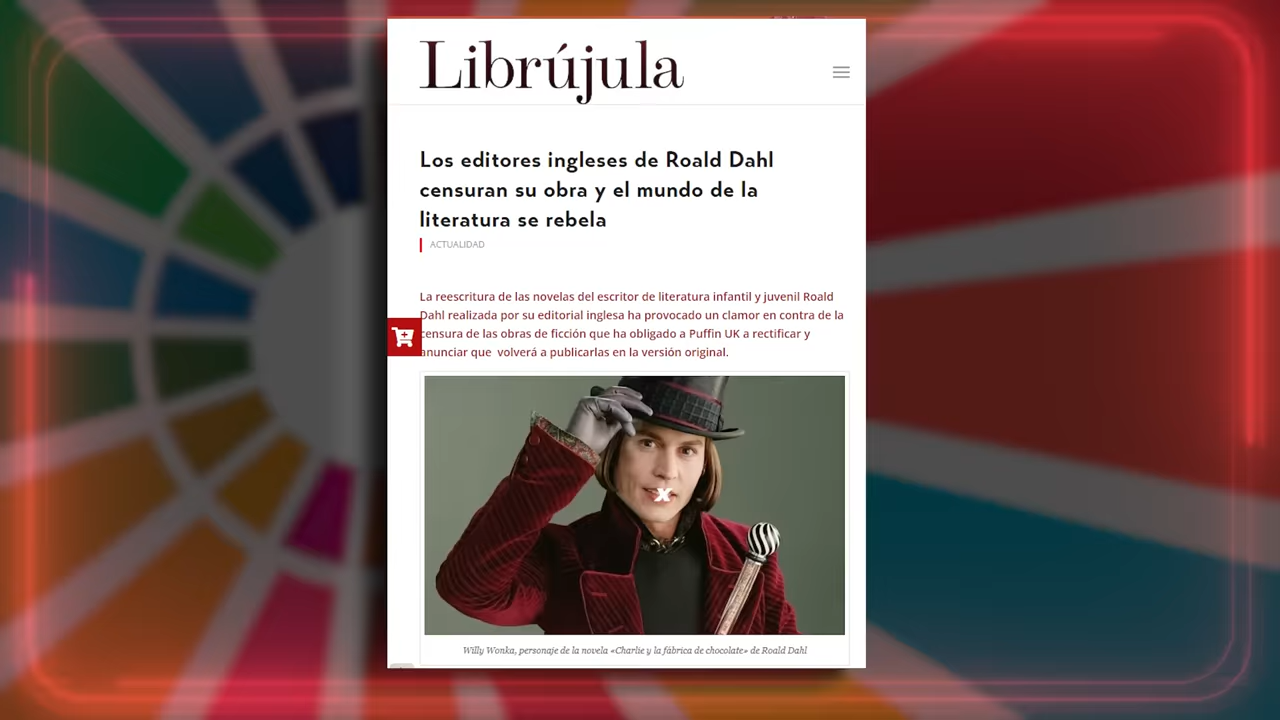 Librújula
Los editores ingleses de Roald Dahl
censuran su obra y el mundo de la
literatura se rebela
ACTUALIDAD
La reescritura de las novelas del escritor de literatura infantil y juvenil Roald
Dahl realizada por su editorial inglesa ha provocado un clamor en contra de la
censura de las obras de ficción que ha obligado a Puffin UK a rectificar y
anunciar que volverá a publicarlas en la versión original.
x
Willy Wonka, personaje de la novela «Charlie y la fábrica de chocolate» de Roald Dahl